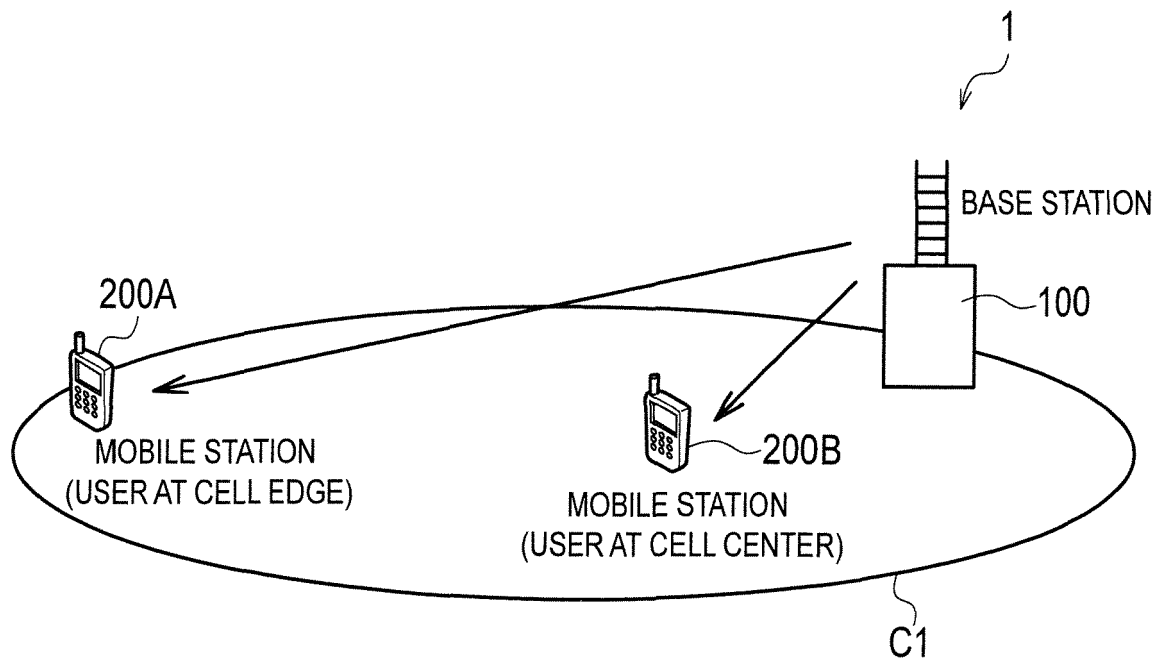 1
BASE STATION
100
200A
MOBILE STATION
(USER AT CELL EDGE)
200B
MOBILE STATION
(USER AT CELL CENTER)
C1